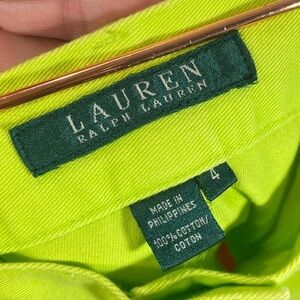 LAUREN
RALPH LAUREN
4
MADE IN
PHILIPPINES
100% COTTON/
COTON